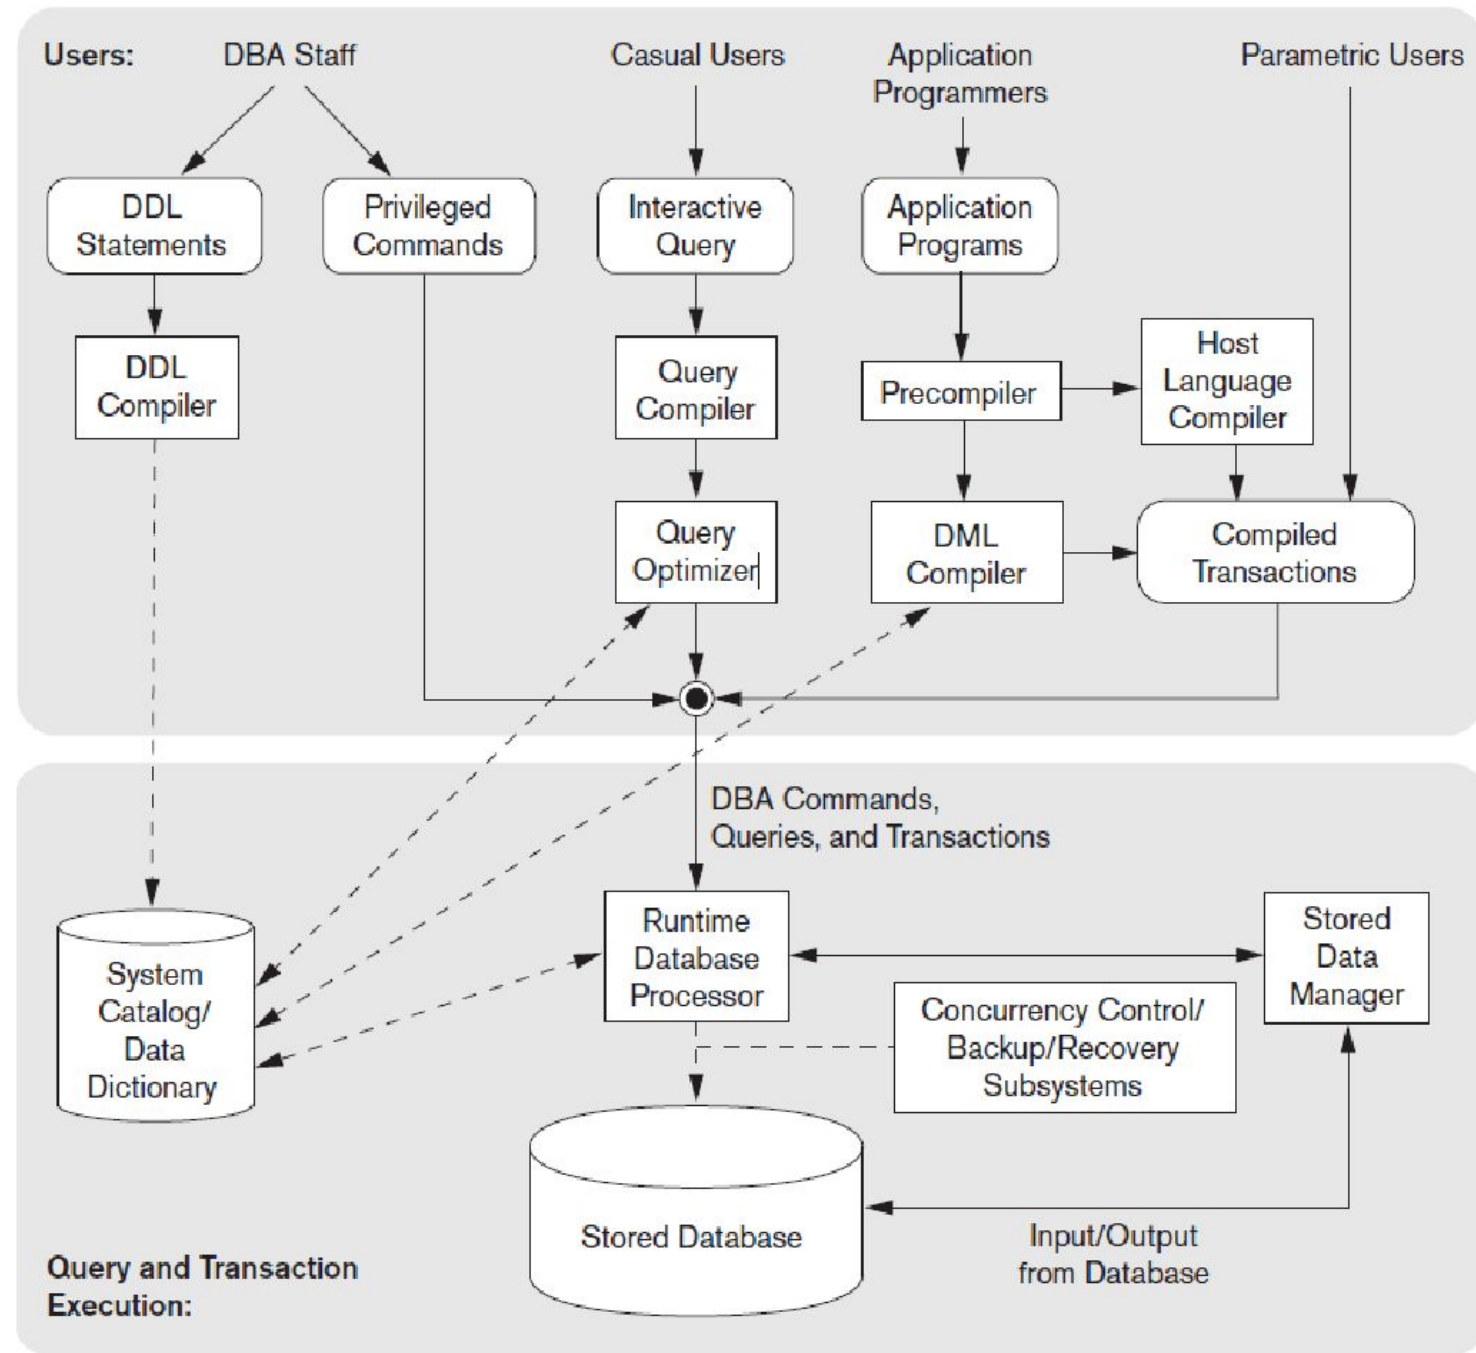 Users:
DBA Staff
Casual Users
Application
Programmers
Parametric Users
DDL
Statements
Privileged
Commands
Interactive
Query
Application
Programs
DDL
Compiler
Query
Compiler
Precompiler
Host
Language
Compiler
Query
Optimizer
DML
Compiler
Compiled
Transactions
DBA Commands,
Queries, and Transactions
System
Catalog/
Data
Dictionary
Runtime
Database
Processor
Stored
Data
Manager
Concurrency Control/
Backup/Recovery
Subsystems
Stored Database
Input/Output
from Database
Query and Transaction
Execution: